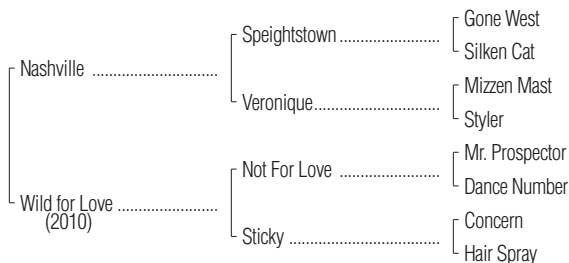 Gone West
Speightstown
Silken Cat
Nashville
Mizzen Mast
Veronique
Styler
Mr. Prospector
Not For Love
Dance Number
Wild for Love
(2010)
Concern
Sticky
Hair Spray